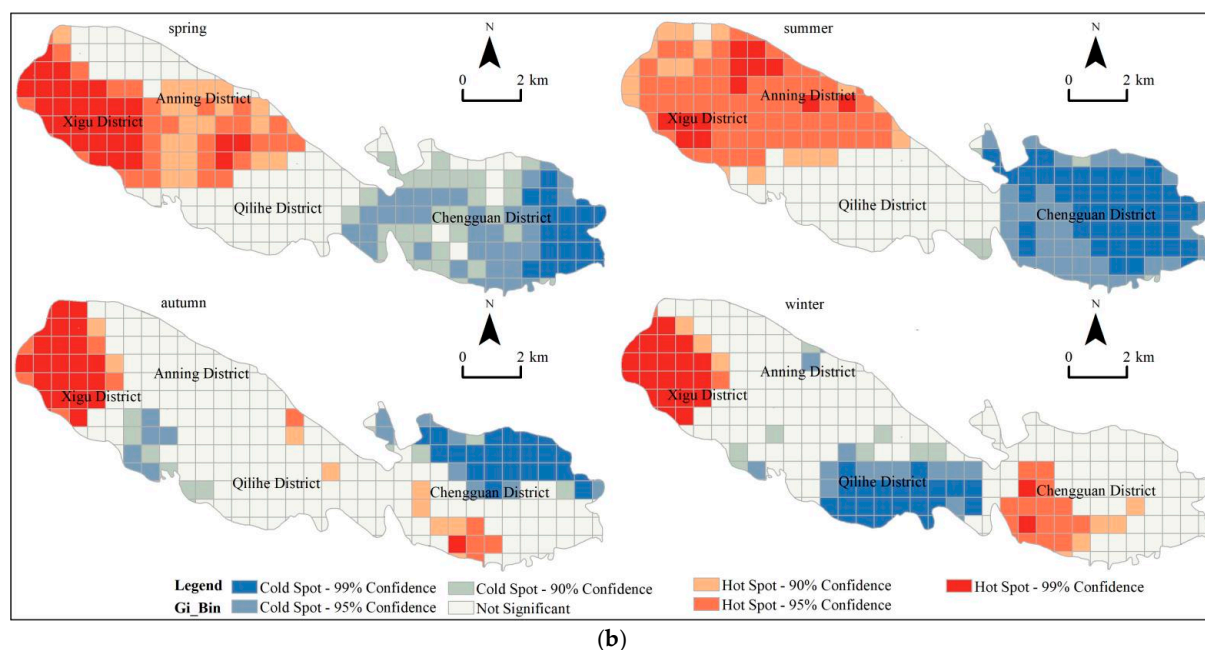 spring
N
0 2 km
Anning District
Xigu District
Qilihe District
Chengguan District
summer
N
0 2 km
Anning District
Xigu District
Qilihe District
Chengguan District
autumn
N
0 2 km
Anning District
Xigu District
Qilihe District
Chengguan District
winter
N
0 2 km
Anning District
Xigu District
Qilihe District
Chengguan District
Legend Cold Spot - 99% Confidence Cold Spot - 90% Confidence Hot Spot - 90% Confidence Hot Spot - 99% Confidence
Gi_Bin Cold Spot - 95% Confidence Not Significant Hot Spot - 95% Confidence
(b)